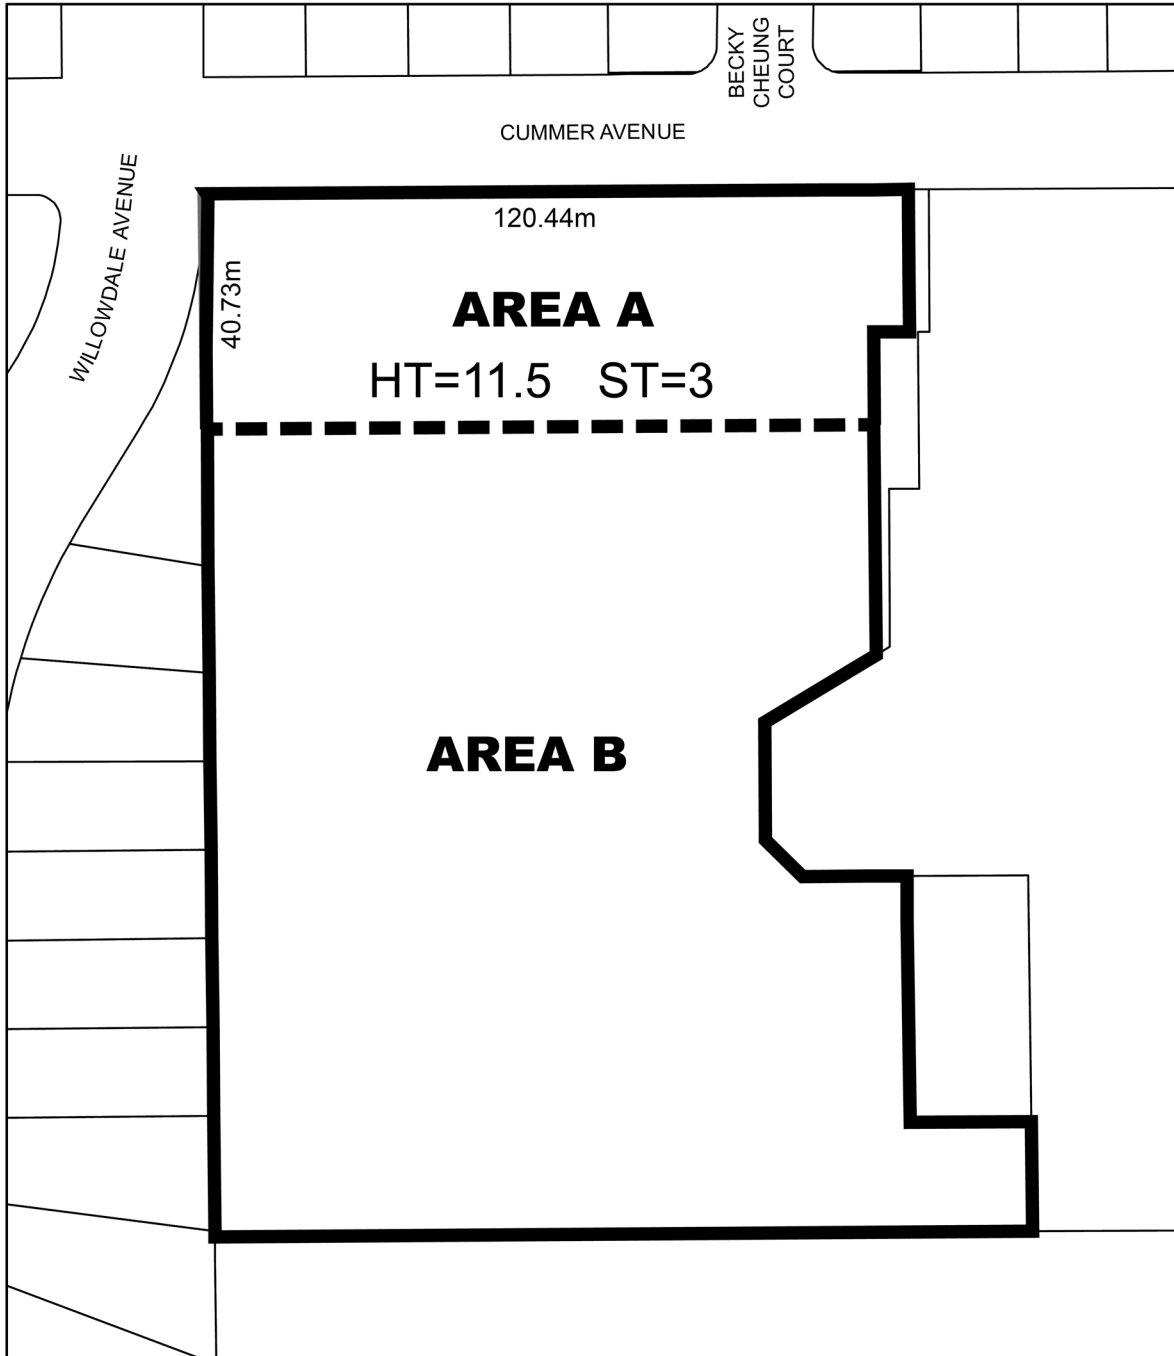 BECKY
CHEUNG
COURT
CUMMER AVENUE
WILLOWDALE AVENUE
120.44m
40.73m
AREA A
HT=11.5 ST=3
AREA B